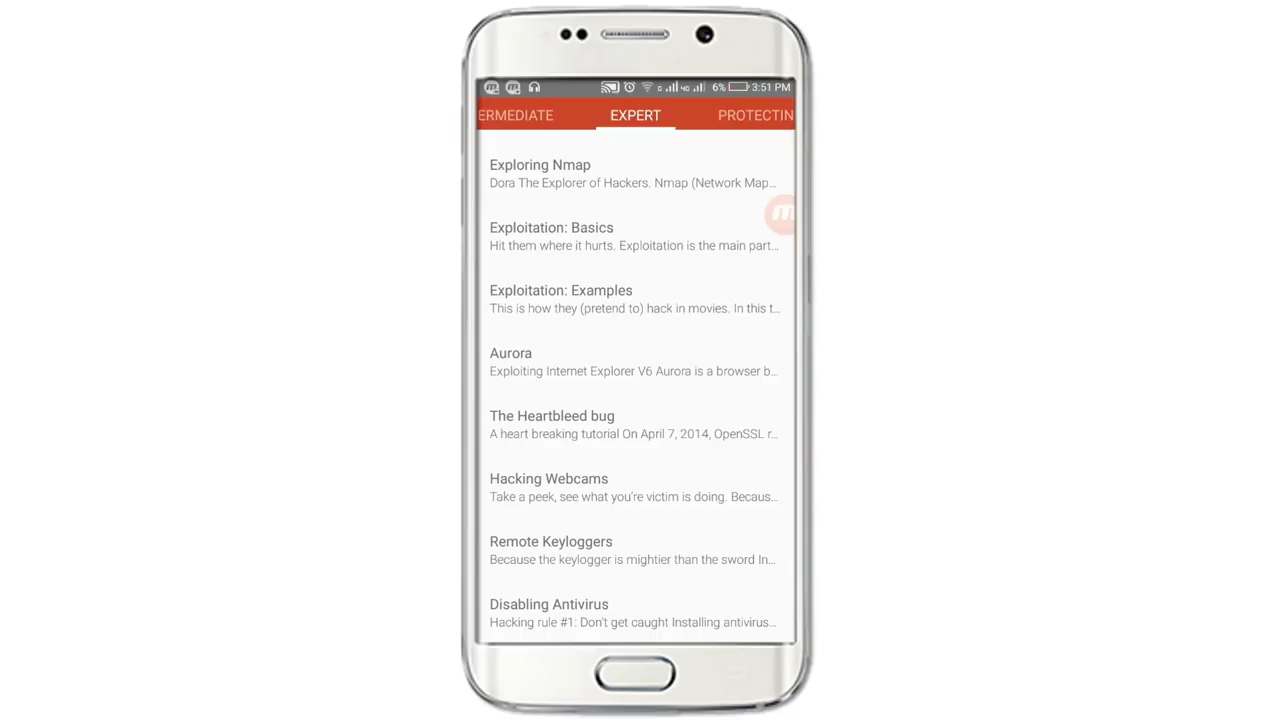 6% 3:51 PM
ERMEDIATE EXPERT PROTECTIN
Exploring Nmap
Dora The Explorer of Hackers. Nmap (Network Map...
Exploitation: Basics
Hit them where it hurts. Exploitation is the main part...
Exploitation: Examples
This is how they (pretend to) hack in movies. In this t...
Aurora
Exploiting Internet Explorer V6 Aurora is a browser b...
The Heartbleed bug
A heart breaking tutorial On April 7, 2014, OpenSSL r...
Hacking Webcams
Take a peek, see what you're victim is doing. Becaus...
Remote Keyloggers
Because the keylogger is mightier than the sword In...
Disabling Antivirus
Hacking rule #1: Don't get caught Installing antivirus...